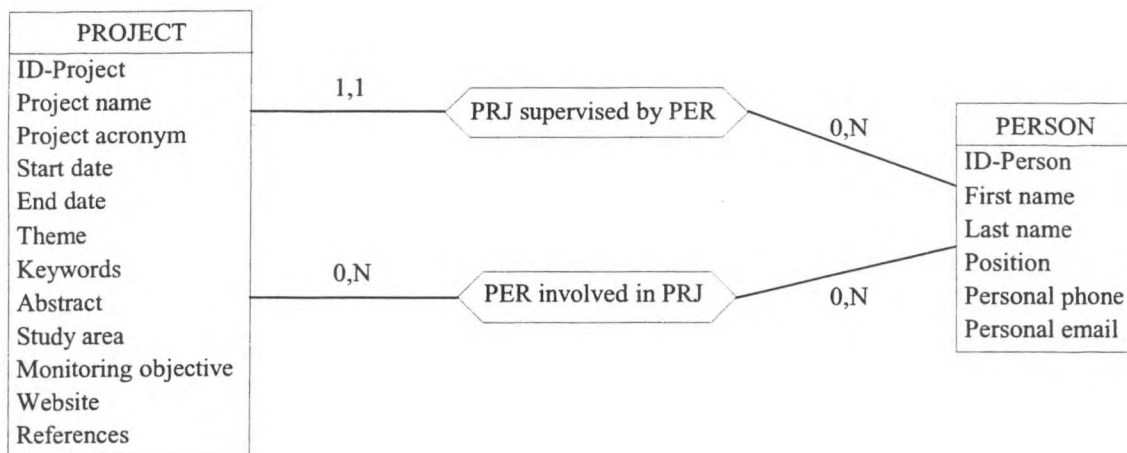 PROJECT
ID-Project
Project name
Project acronym
Start date
End date
Theme
Keywords
Abstract
Study area
Monitoring objective
Website
References
1,1
PRJ supervised by PER
0,N
0,N
PER involved in PRJ
0,N
PERSON
ID-Person
First name
Last name
Position
Personal phone
Personal email